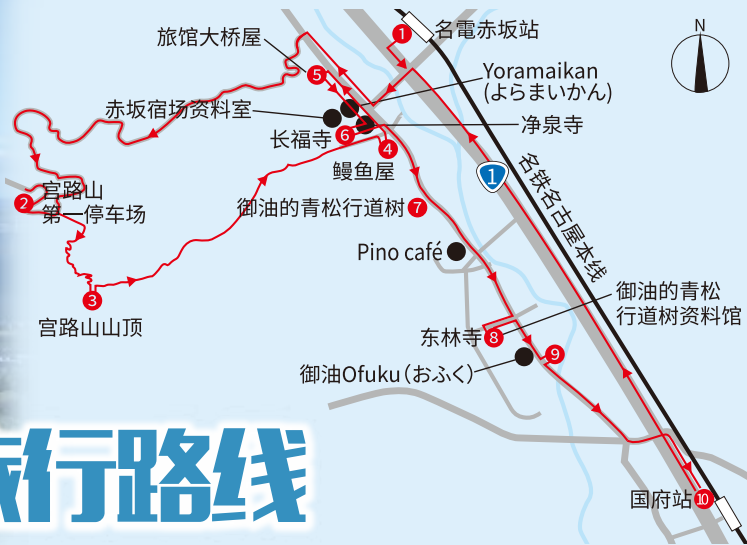 N
1
名電赤坂站
旅馆大桥屋
5
Yoramaikan
(よらまいかん)
赤坂宿场资料室
净泉寺
长福寺
6
4
鳗鱼屋
1
名铁名古屋本线
宫路山
2
第一停车场
御油的青松行道树
7
Pino café
3
宫路山山顶
御油的青松
行道树资料馆
东林寺
8
9
御油Ofuku(おふく)
旅行路线
国府站
10